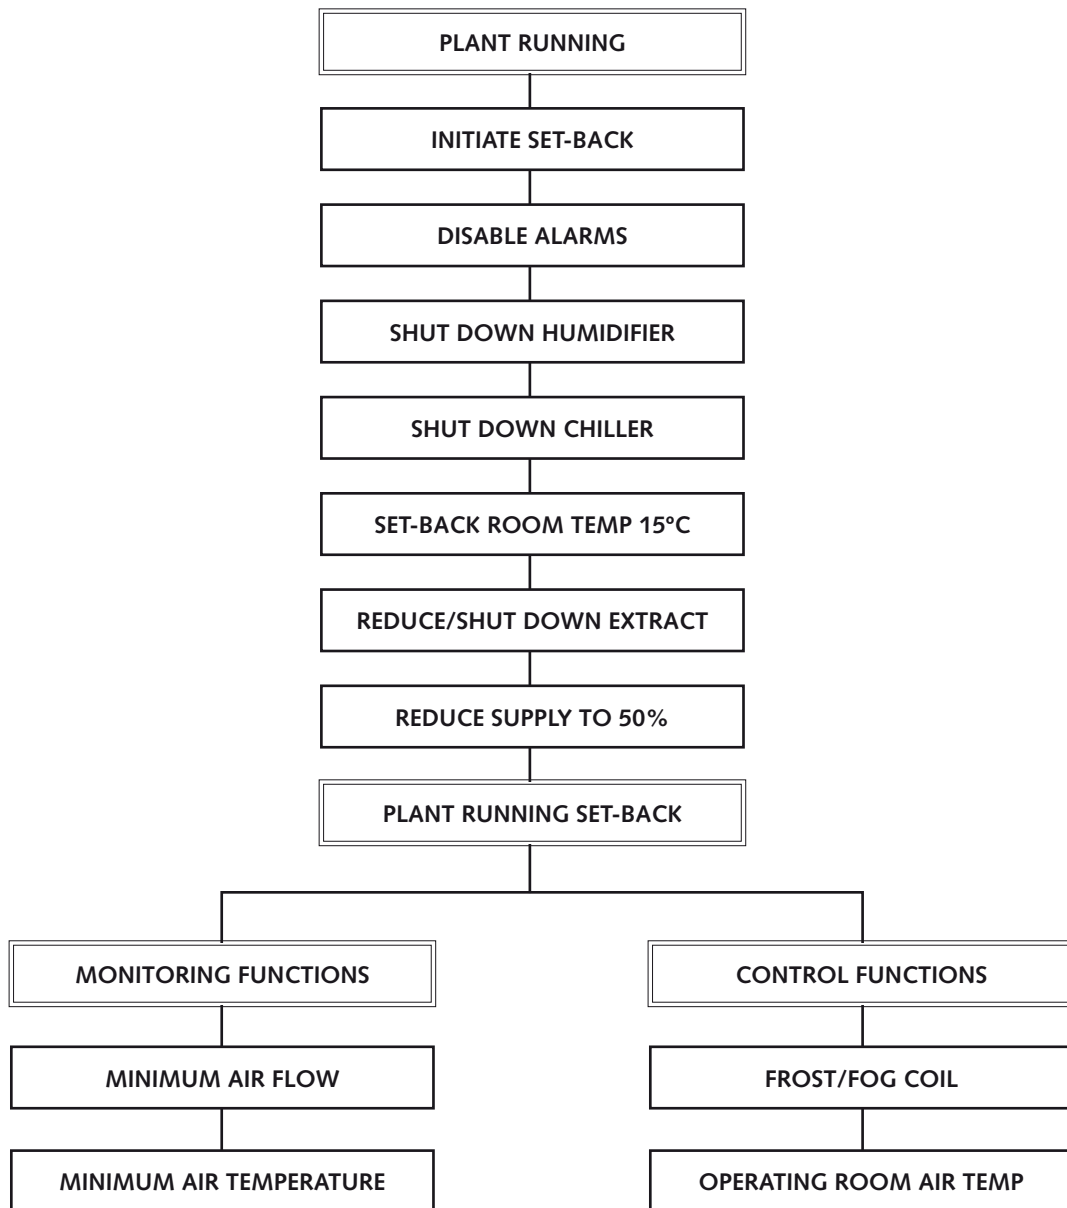 PLANT RUNNING
INITIATE SET-BACK
DISABLE ALARMS
SHUT DOWN HUMIDIFIER
SHUT DOWN CHILLER
SET-BACK ROOM TEMP 15ºC
REDUCE/SHUT DOWN EXTRACT
REDUCE SUPPLY TO 50%
PLANT RUNNING SET-BACK
MONITORING FUNCTIONS
MINIMUM AIR FLOW
MINIMUM AIR TEMPERATURE
CONTROL FUNCTIONS
FROST/FOG COIL
OPERATING ROOM AIR TEMP